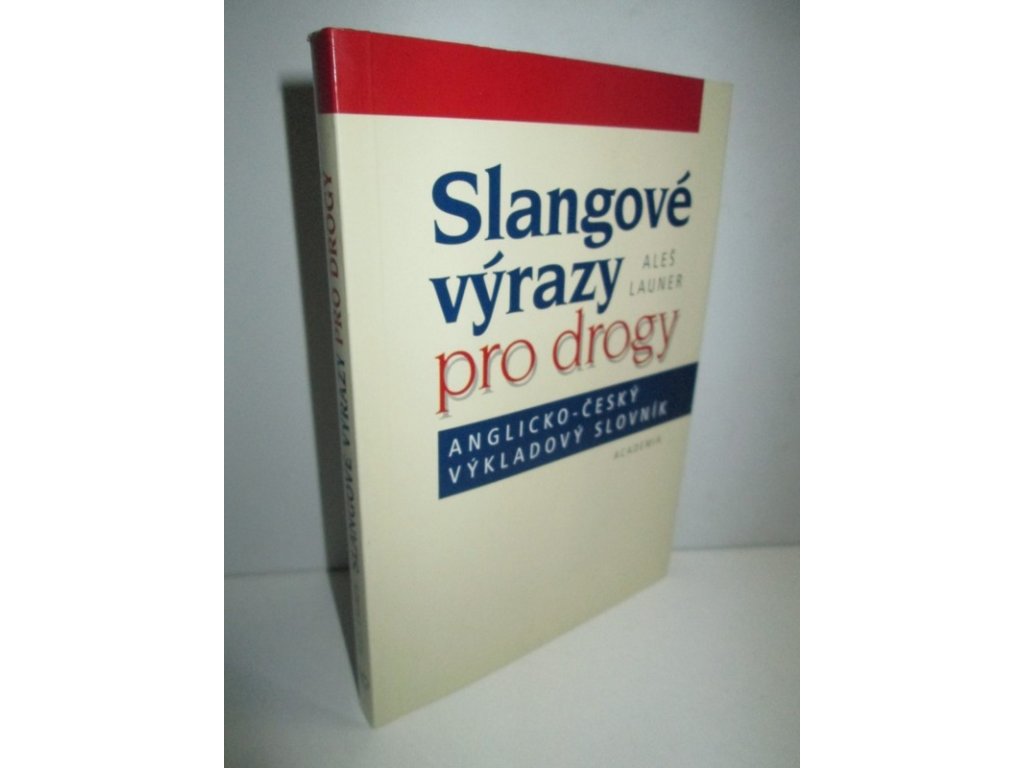 Slangové
výrazy
ALEŠ
LAUNER
pro drogy
ANGLICKO-ČESKÝ
VÝKLADOVÝ SLOVNÍK
ACADEMIA
SLANGOVÉ VÝRAZY PRO DROGY